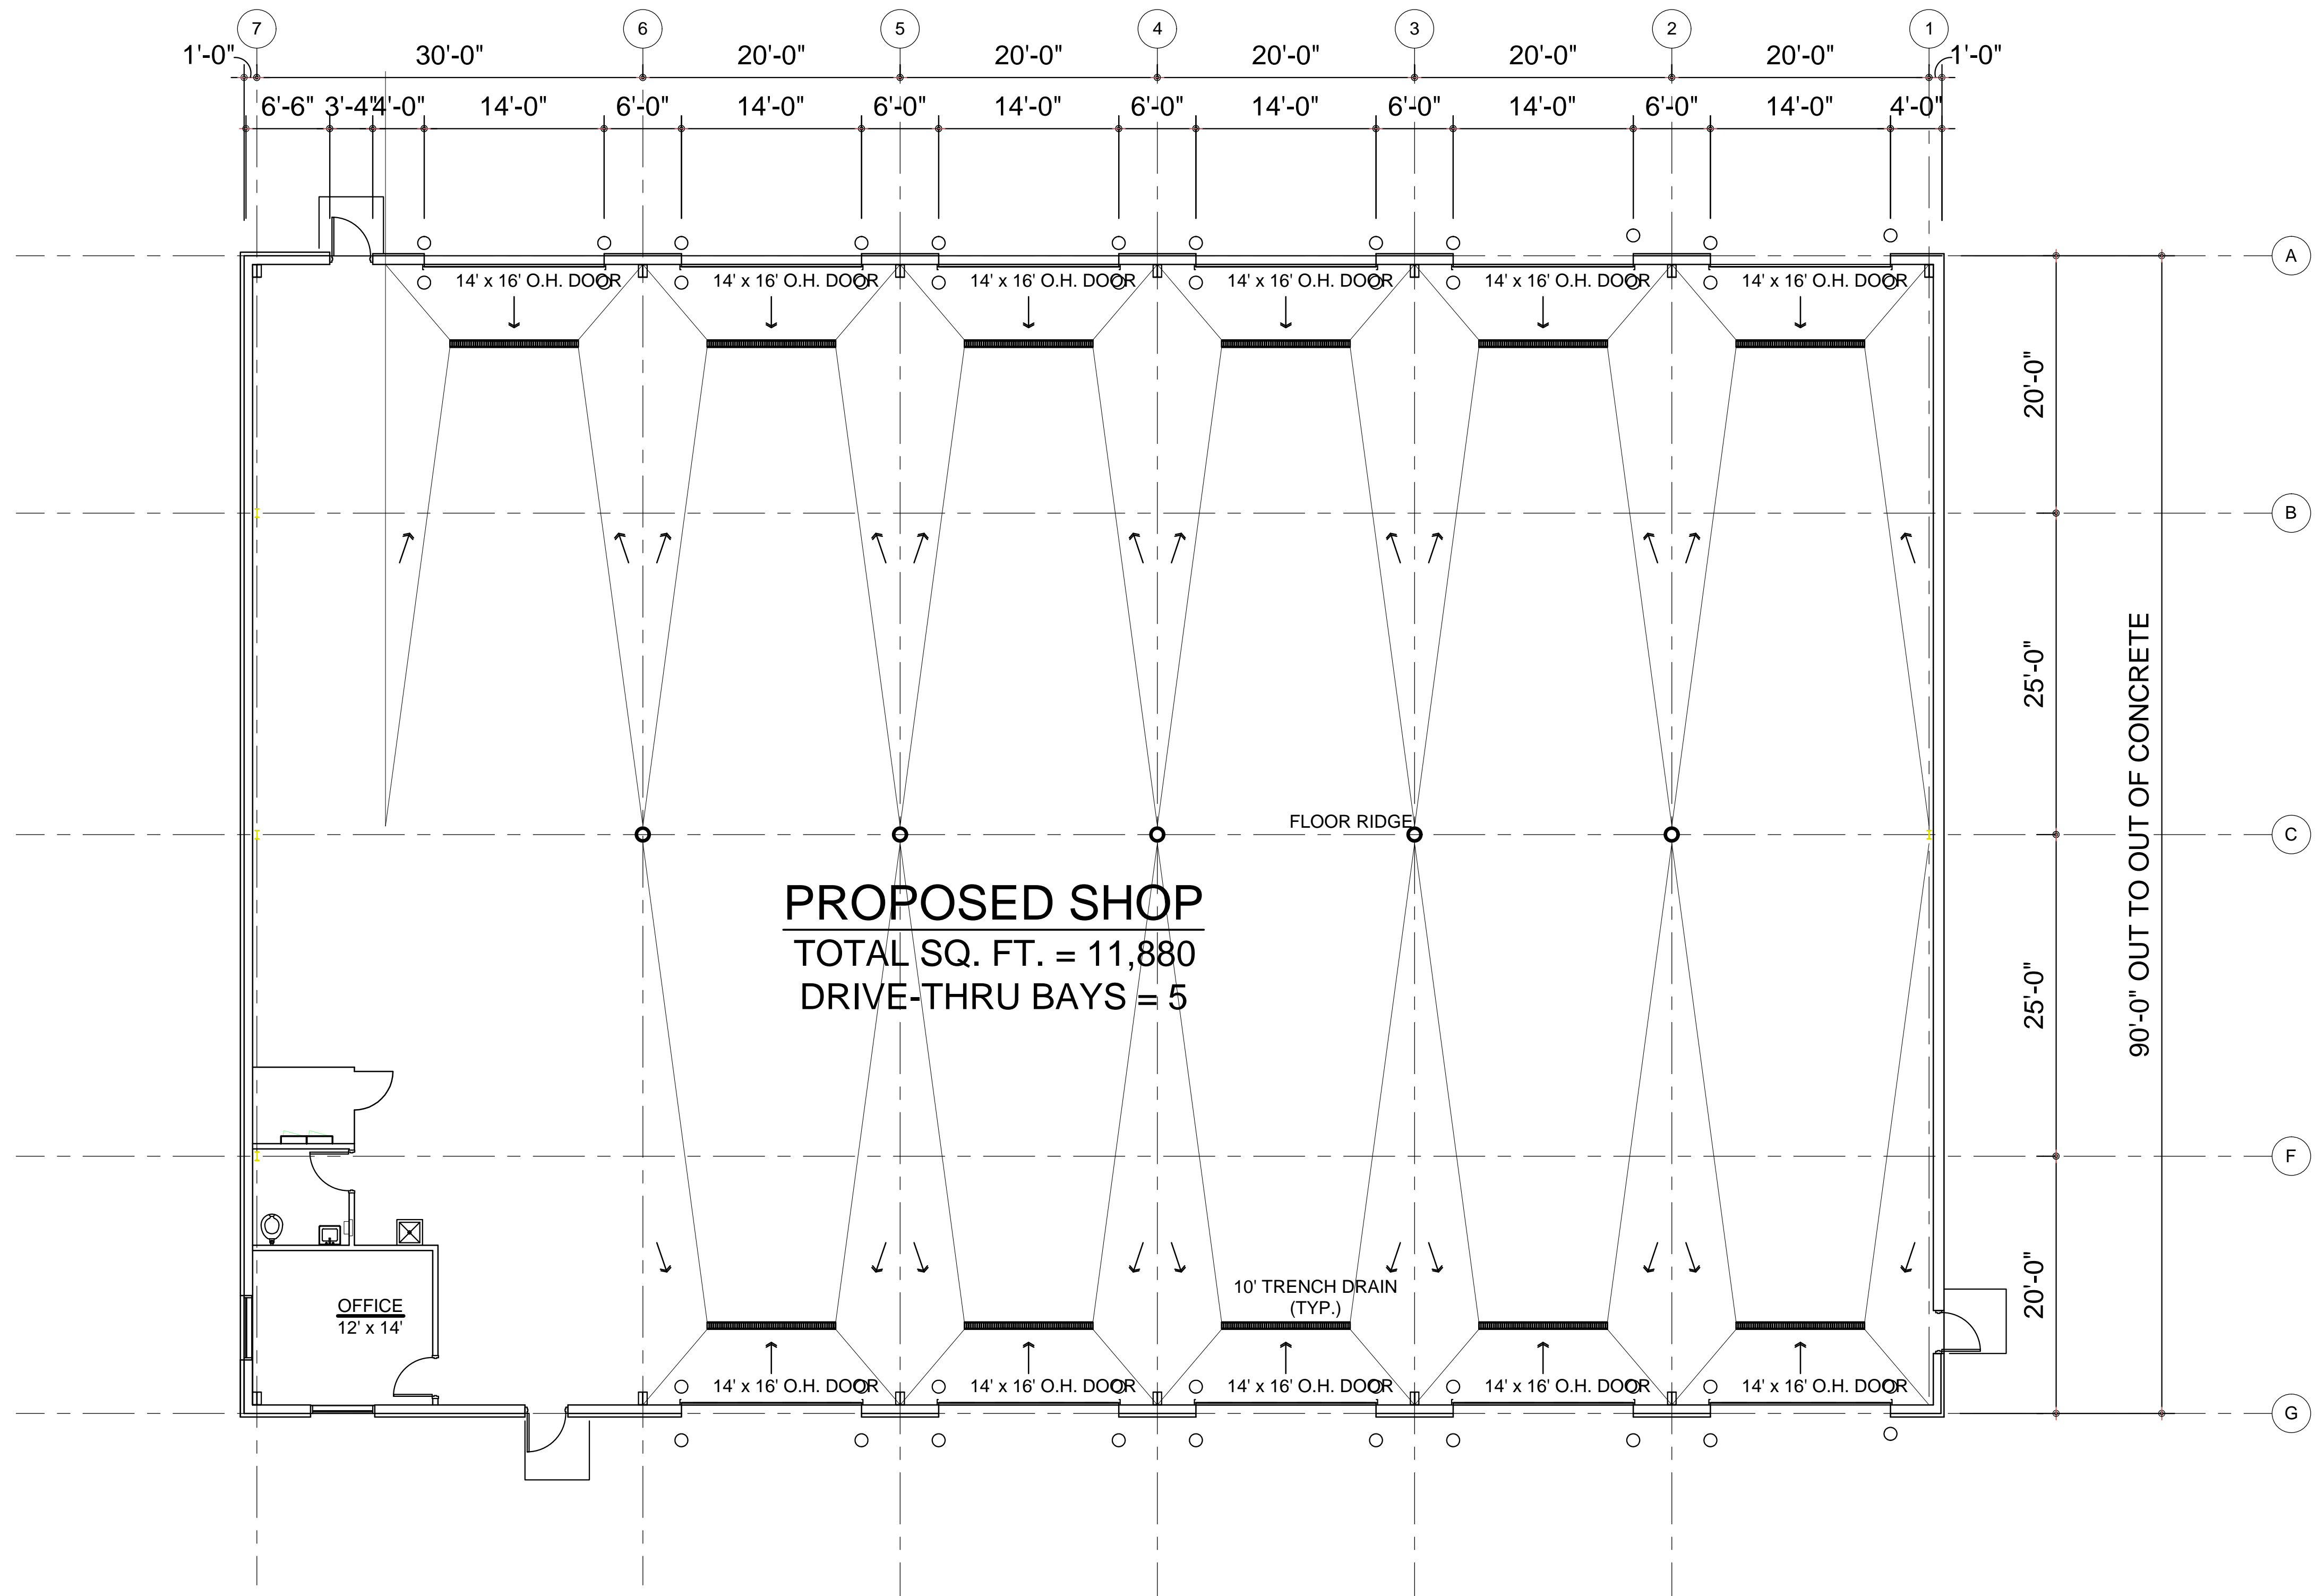 7 6 5 4 3 2 1
1'-0" 30'-0" 20'-0" 20'-0" 20'-0" 20'-0" 20'-0" 1'-0"
6'-6" 3'-4" 4'-0" 14'-0" 6'-0" 14'-0" 6'-0" 14'-0" 6'-0" 14'-0" 6'-0" 14'-0" 6'-0" 14'-0" 4'-0"
A
14' x 16' O.H. DOOR 14' x 16' O.H. DOOR 14' x 16' O.H. DOOR 14' x 16' O.H. DOOR 14' x 16' O.H. DOOR 14' x 16' O.H. DOOR
20'-0"
B
25'-0"
90'-0" OUT TO OUT OF CONCRETE
FLOOR RIDGE
C
PROPOSED SHOP
TOTAL SQ. FT. = 11,880
DRIVE-THRU BAYS = 5
25'-0"
F
20'-0"
10' TRENCH DRAIN
(TYP.)
OFFICE
12' x 14'
14' x 16' O.H. DOOR 14' x 16' O.H. DOOR 14' x 16' O.H. DOOR 14' x 16' O.H. DOOR 14' x 16' O.H. DOOR
G